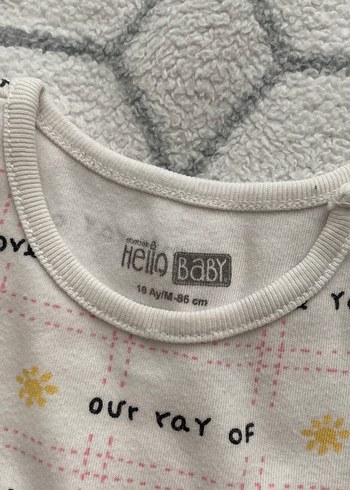 Hello BABY
18 Ay/M-86 cm
our ray of